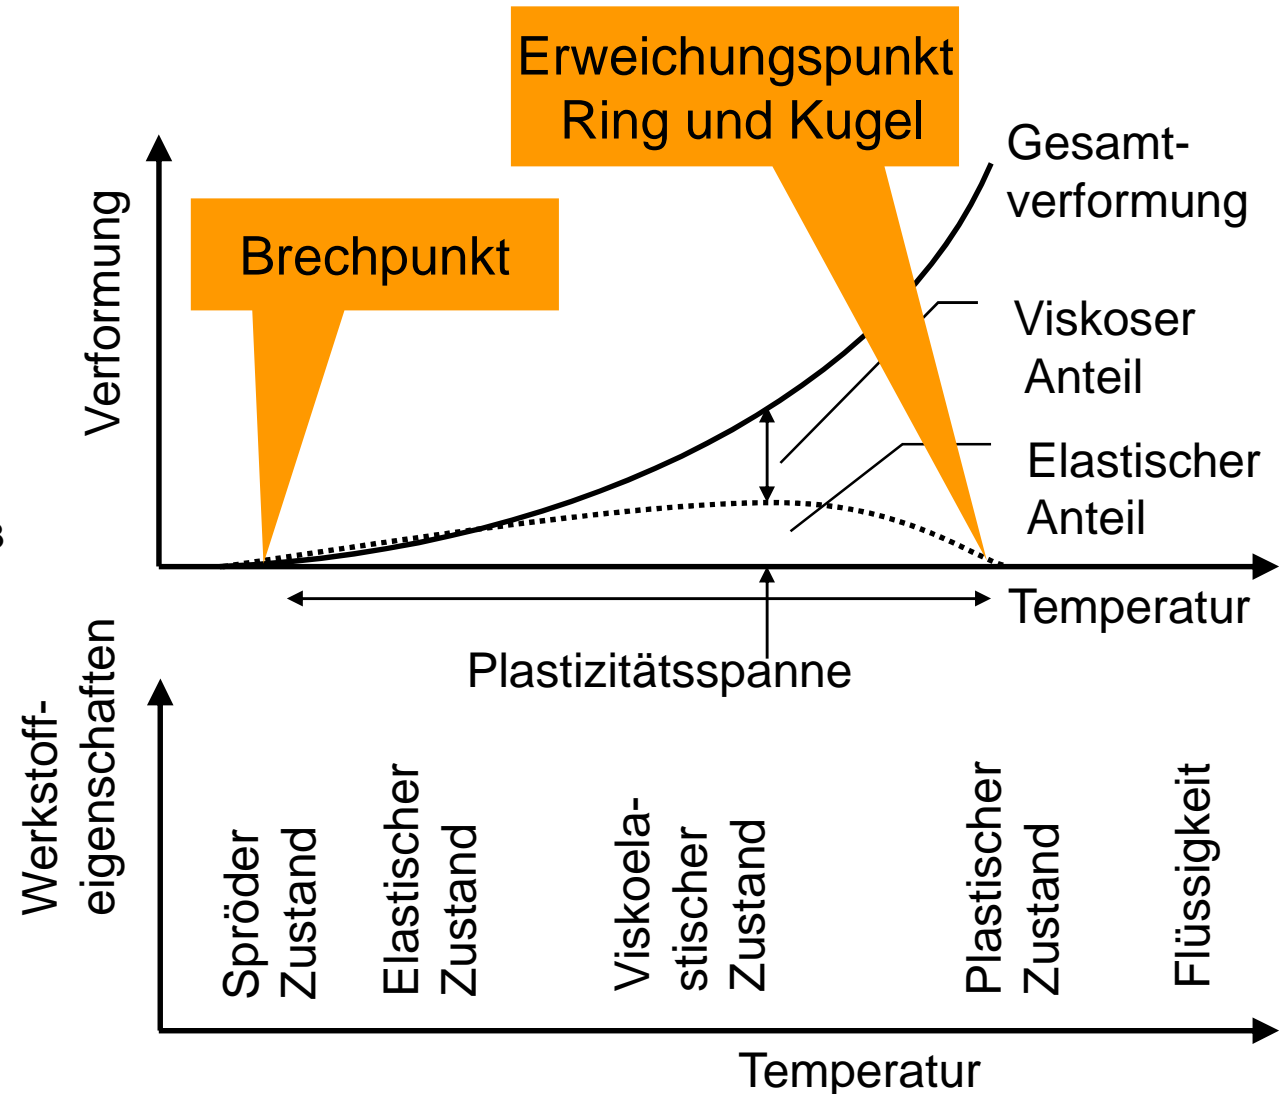 Erweichungspunkt
Ring und Kugel
Gesamt-
verformung
Brechpunkt
Verformung
Viskoser
Anteil
Elastischer
Anteil
Temperatur
Plastizitätsspanne
Werkstoff-
eigenschaften
Spröder
Zustand
Elastischer
Zustand
Viskoela-
stischer
Zustand
Plastischer
Zustand
Flüssigkeit
Temperatur